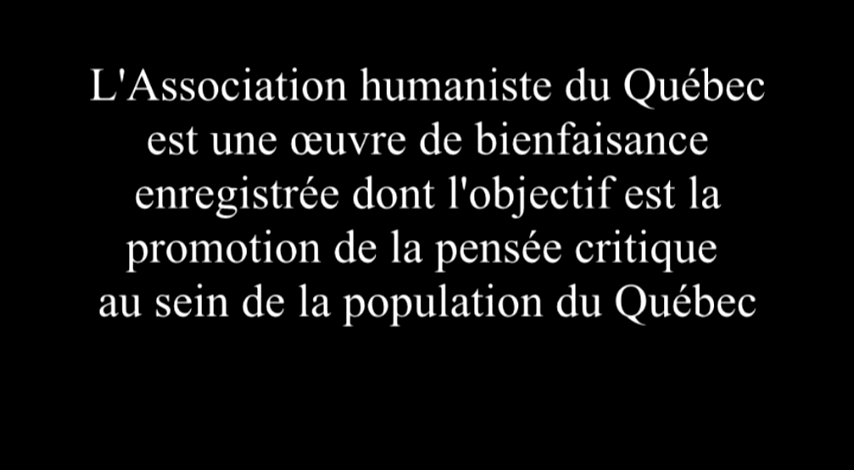 L'Association humaniste du Québec
est une œuvre de bienfaisance
enregistrée dont l'objectif est la
promotion de la pensée critique
au sein de la population du Québec